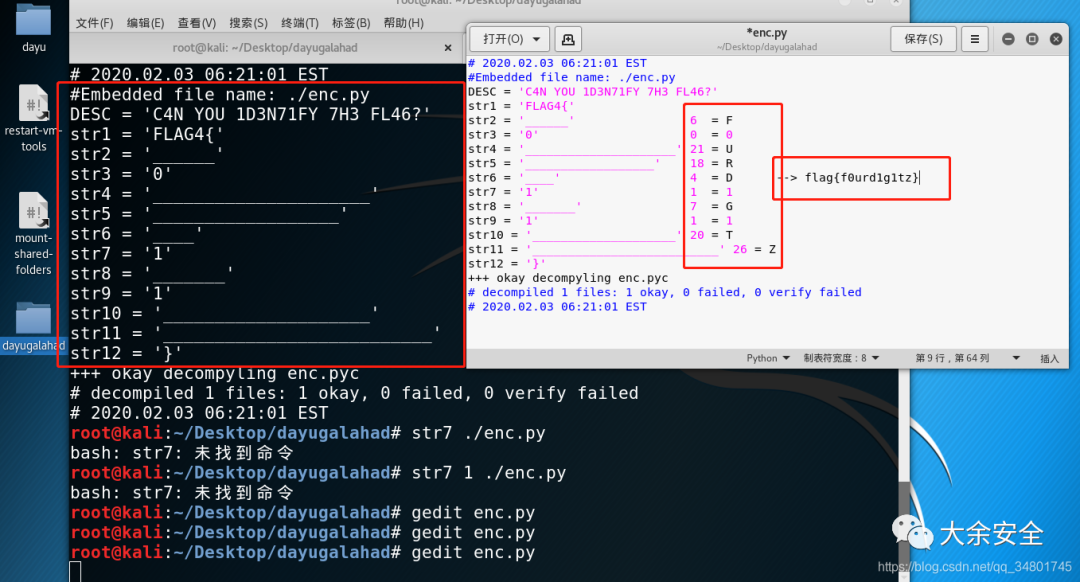 dayu
restart-vm-
tools
mount-
shared-
folders
dayugalahad
root@kali: ~/Desktop/dayugalahad
文件(F) 编辑(E) 查看(V) 搜索(S) 终端(T) 标签(B) 帮助(H)
root@kali: ~/Desktop/dayugalahad ×
# 2020.02.03 06:21:01 EST
#Embedded file name: ./enc.py
DESC = 'C4N YOU 1D3N71FY 7H3 FL46?'
str1 = 'FLAG4{'
str2 = '______'
str3 = '0'
str4 = '_____________________'
str5 = '__________________'
str6 = '____'
str7 = '1'
str8 = '_______'
str9 = '1'
str10 = '____________________'
str11 = '__________________________'
str12 = '}'
+++ okay decompyling enc.pyc
# decompiled 1 files: 1 okay, 0 failed, 0 verify failed
# 2020.02.03 06:21:01 EST
root@kali:~/Desktop/dayugalahad# str7 ./enc.py
bash: str7: 未找到命令
root@kali:~/Desktop/dayugalahad# str7 1 ./enc.py
bash: str7: 未找到命令
root@kali:~/Desktop/dayugalahad# gedit enc.py
root@kali:~/Desktop/dayugalahad# gedit enc.py
root@kali:~/Desktop/dayugalahad# gedit enc.py
打开(O) *enc.py 保存(S)
~/Desktop/dayugalahad
# 2020.02.03 06:21:01 EST
#Embedded file name: ./enc.py
DESC = 'C4N YOU 1D3N71FY 7H3 FL46?'
str1 = 'FLAG4{'
str2 = '______' 6 = F
str3 = '0' 0 = 0
str4 = '_____________________' 21 = U
str5 = '__________________' 18 = R
str6 = '____' 4 = D --> flag{f0urd1g1tz}
str7 = '1' 1 = 1
str8 = '_______' 7 = G
str9 = '1' 1 = 1
str10 = '____________________' 20 = T
str11 = '__________________________' 26 = Z
str12 = '}'
+++ okay decompyling enc.pyc
# decompiled 1 files: 1 okay, 0 failed, 0 verify failed
# 2020.02.03 06:21:01 EST
Python 制表符宽度：8 第 9 行，第 64 列 插入
大余安全
https://blog.csdn.net/qq_34801745